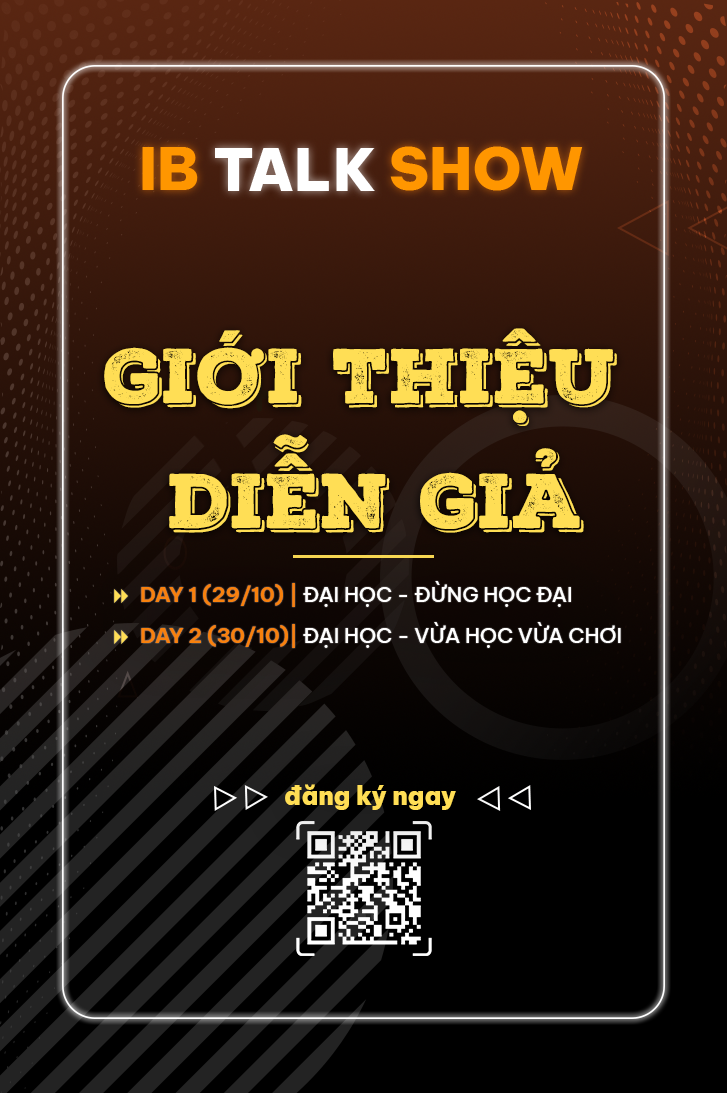 IB TALK SHOW
GIỚI THIỆU
DIỄN GIẢ
DAY 1 (29/10) | ĐẠI HỌC - ĐỪNG HỌC ĐẠI
DAY 2 (30/10)| ĐẠI HỌC - VỪA HỌC VỪA CHƠI
đăng ký ngay